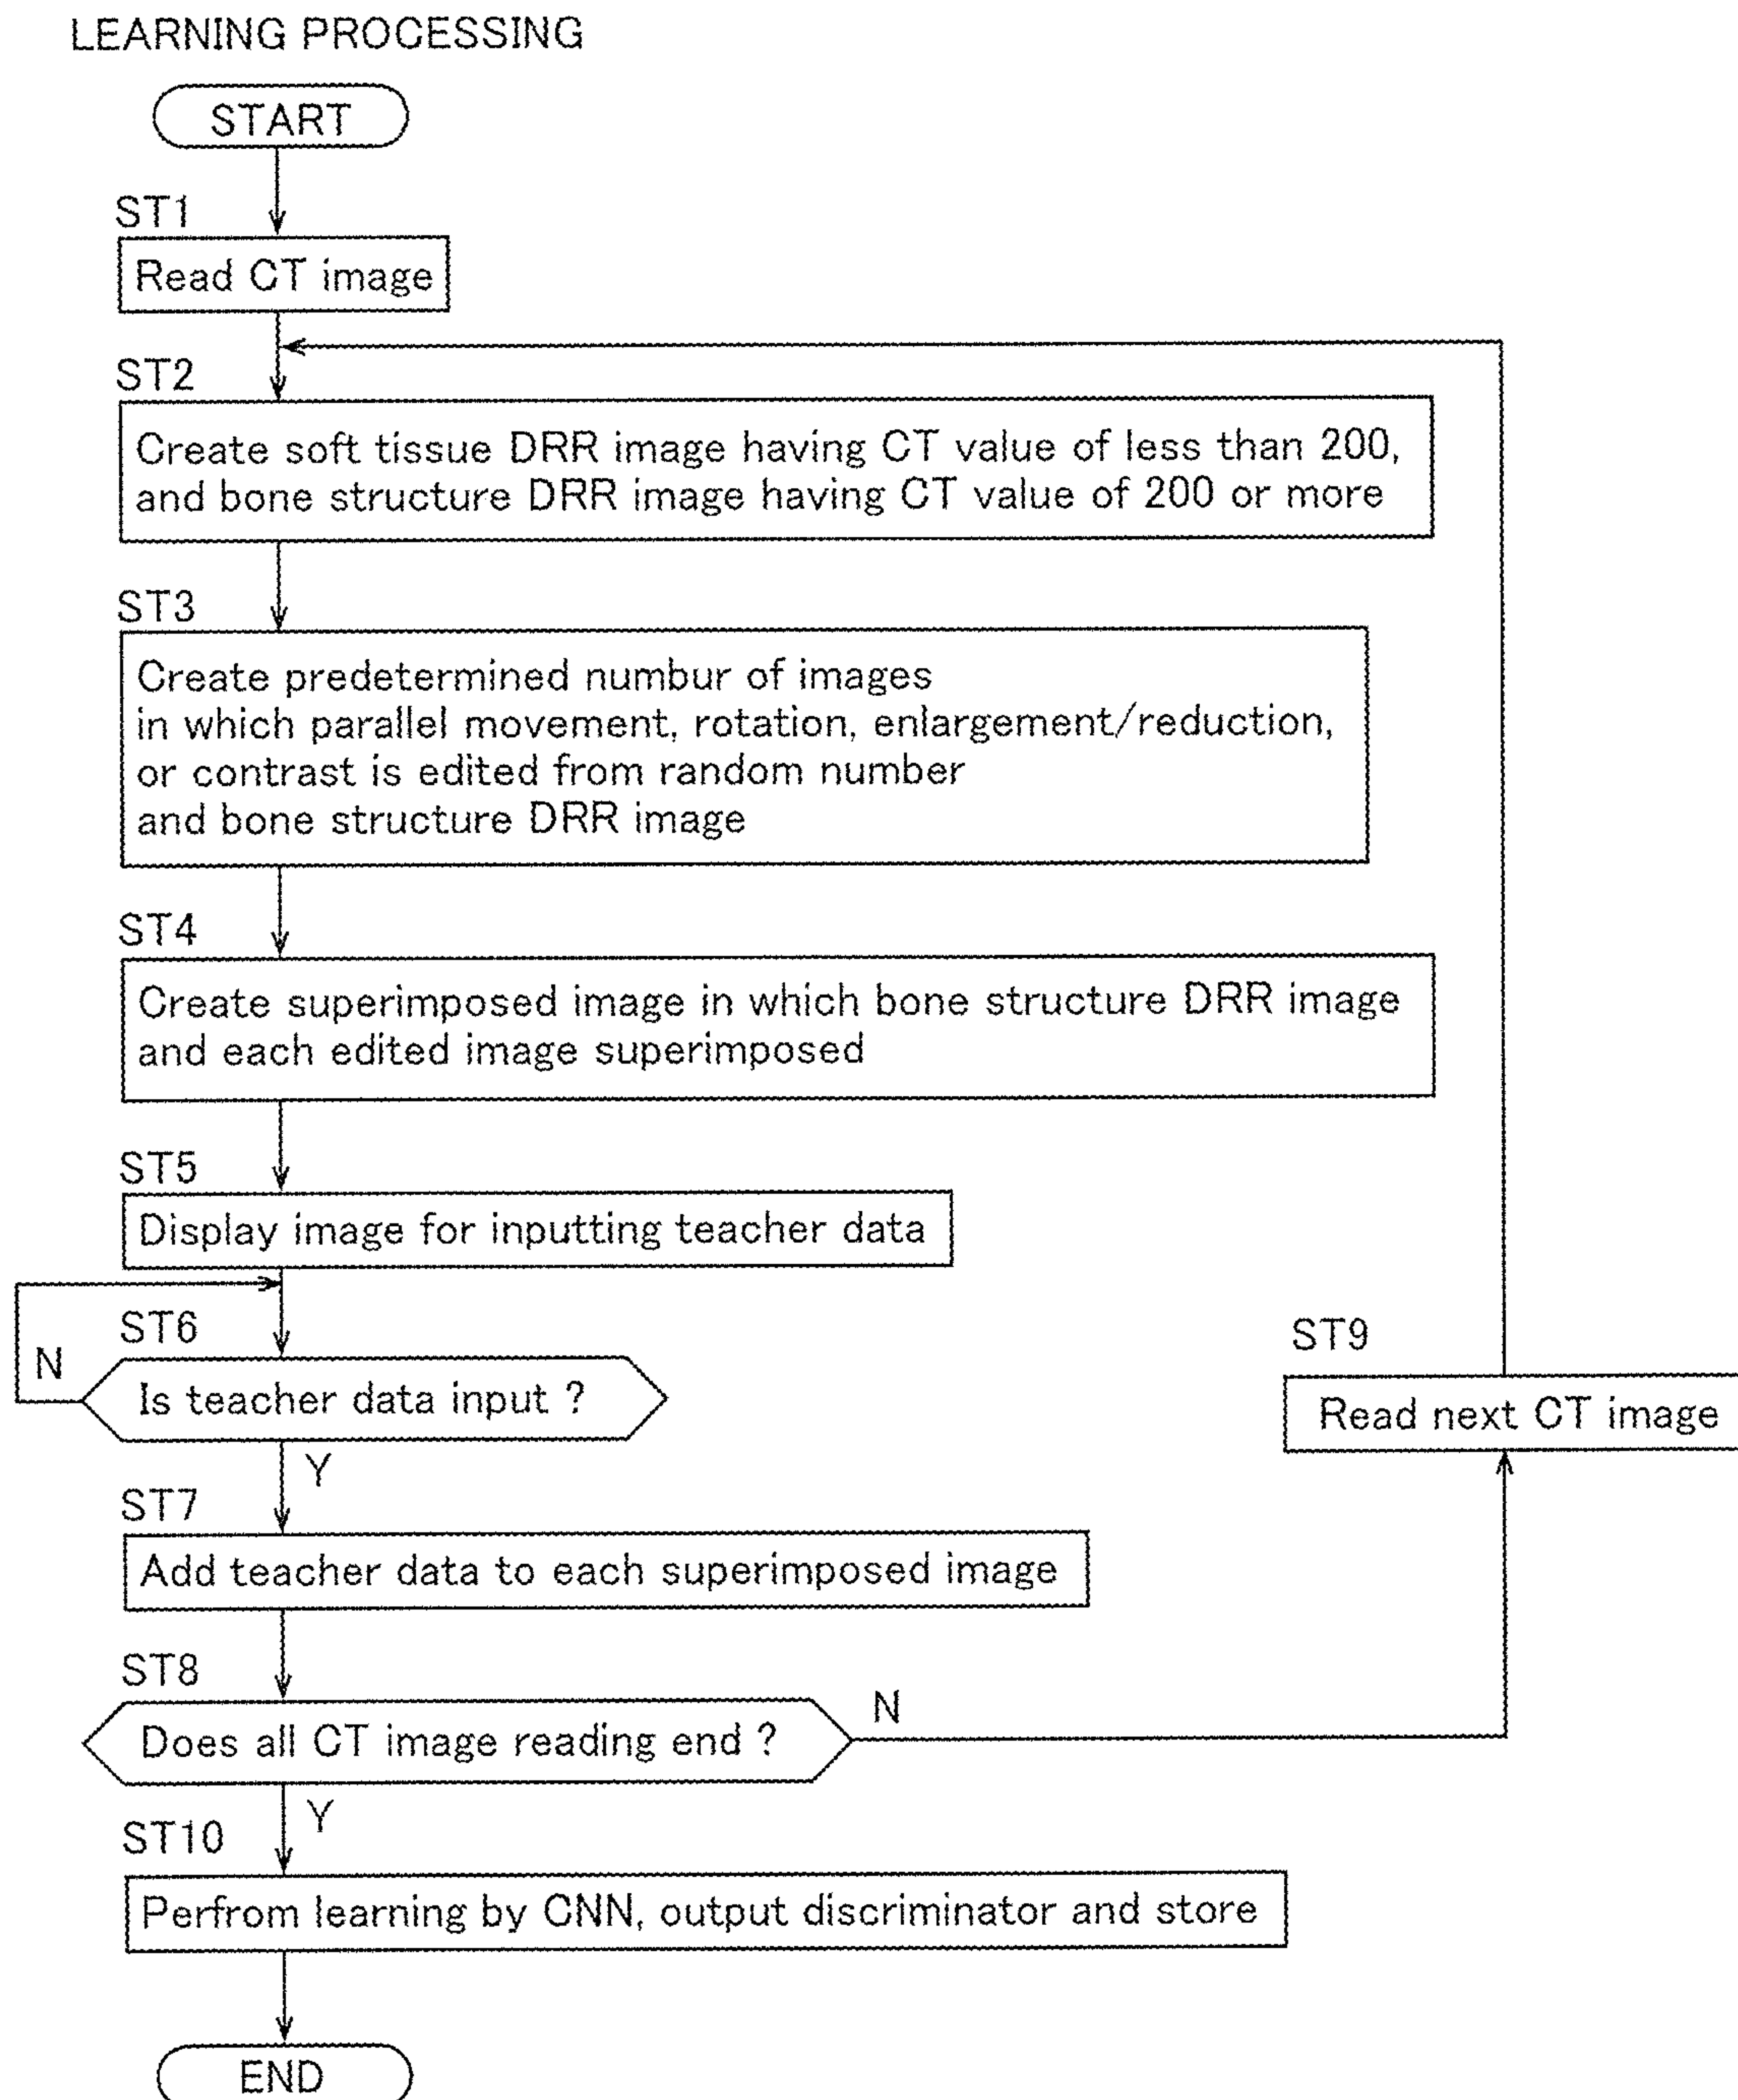 LEARNING PROCESSING
START
ST1
Read CT image
ST2
Create soft tissue DRR image having CT value of less than 200,
and bone structure DRR image having CT value of 200 or more
ST3
Create predetermined numbur of images
in which parallel movement, rotation, enlargement/reduction,
or contrast is edited from random number
and bone structure DRR image
ST4
Create superimposed image in which bone structure DRR image
and each edited image superimposed
ST5
Display image for inputting teacher data
ST6
N
Is teacher data input ?
Y
ST9
Read next CT image
ST7
Add teacher data to each superimposed image
ST8
Does all CT image reading end ?
N
Y
ST10
Perfrom learning by CNN, output discriminator and store
END